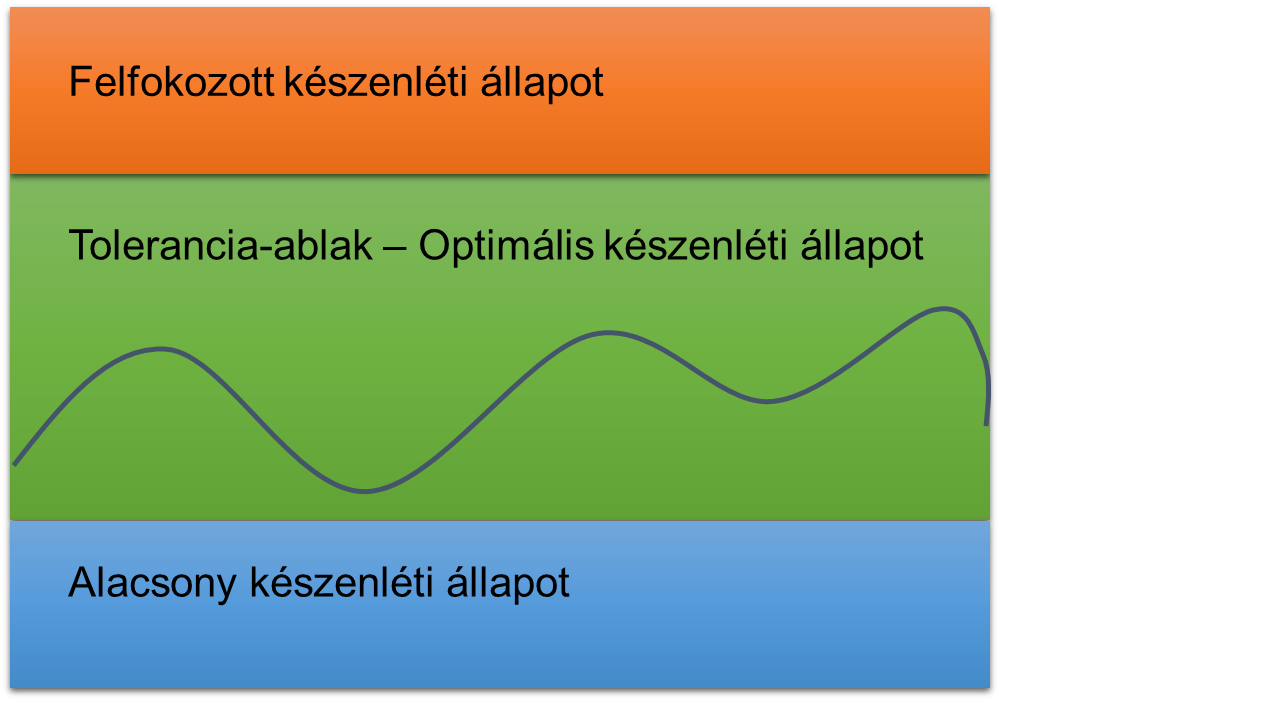 Felfokozott készenléti állapot
Tolerancia-ablak – Optimális készenléti állapot
Alacsony készenléti állapot